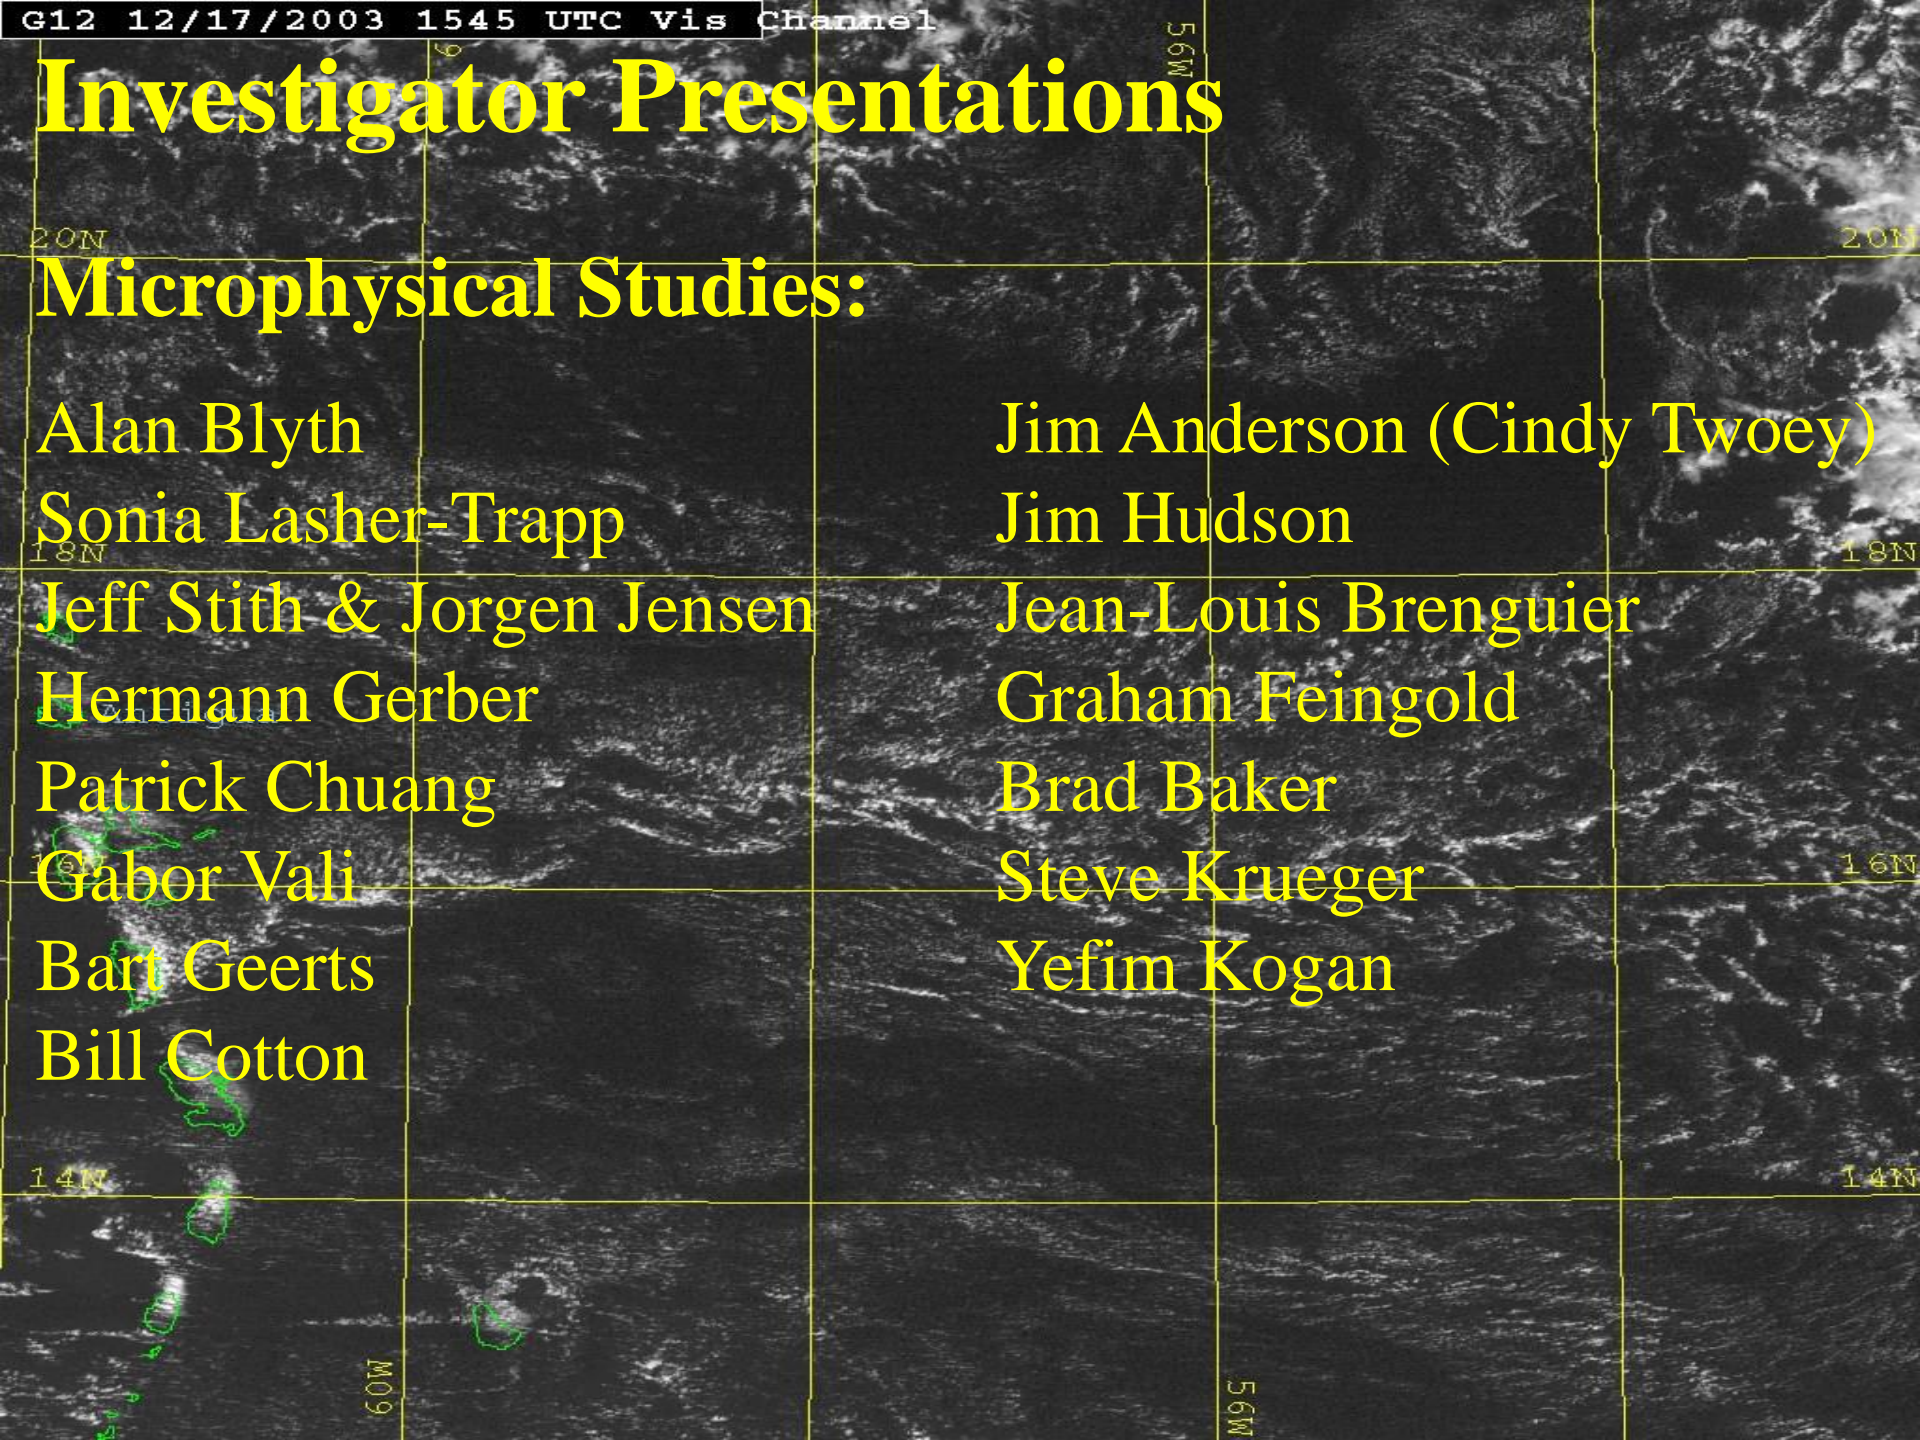 G12 12/17/2003 1545 UTC Vis Channel
56W
Investigator Presentations
20N 20N
Microphysical Studies:
Alan Blyth
Sonia Lasher-Trapp
18N
Jeff Stith & Jorgen Jensen
Hermann Gerber
Antigua
Patrick Chuang
Gabor Vali
16N
Bart Geerts
Bill Cotton
Jim Anderson (Cindy Twoey)
Jim Hudson
18N
Jean-Louis Brenguier
Graham Feingold
Brad Baker
Steve Krueger
16N
Yefim Kogan
14N 14N
60W
56W